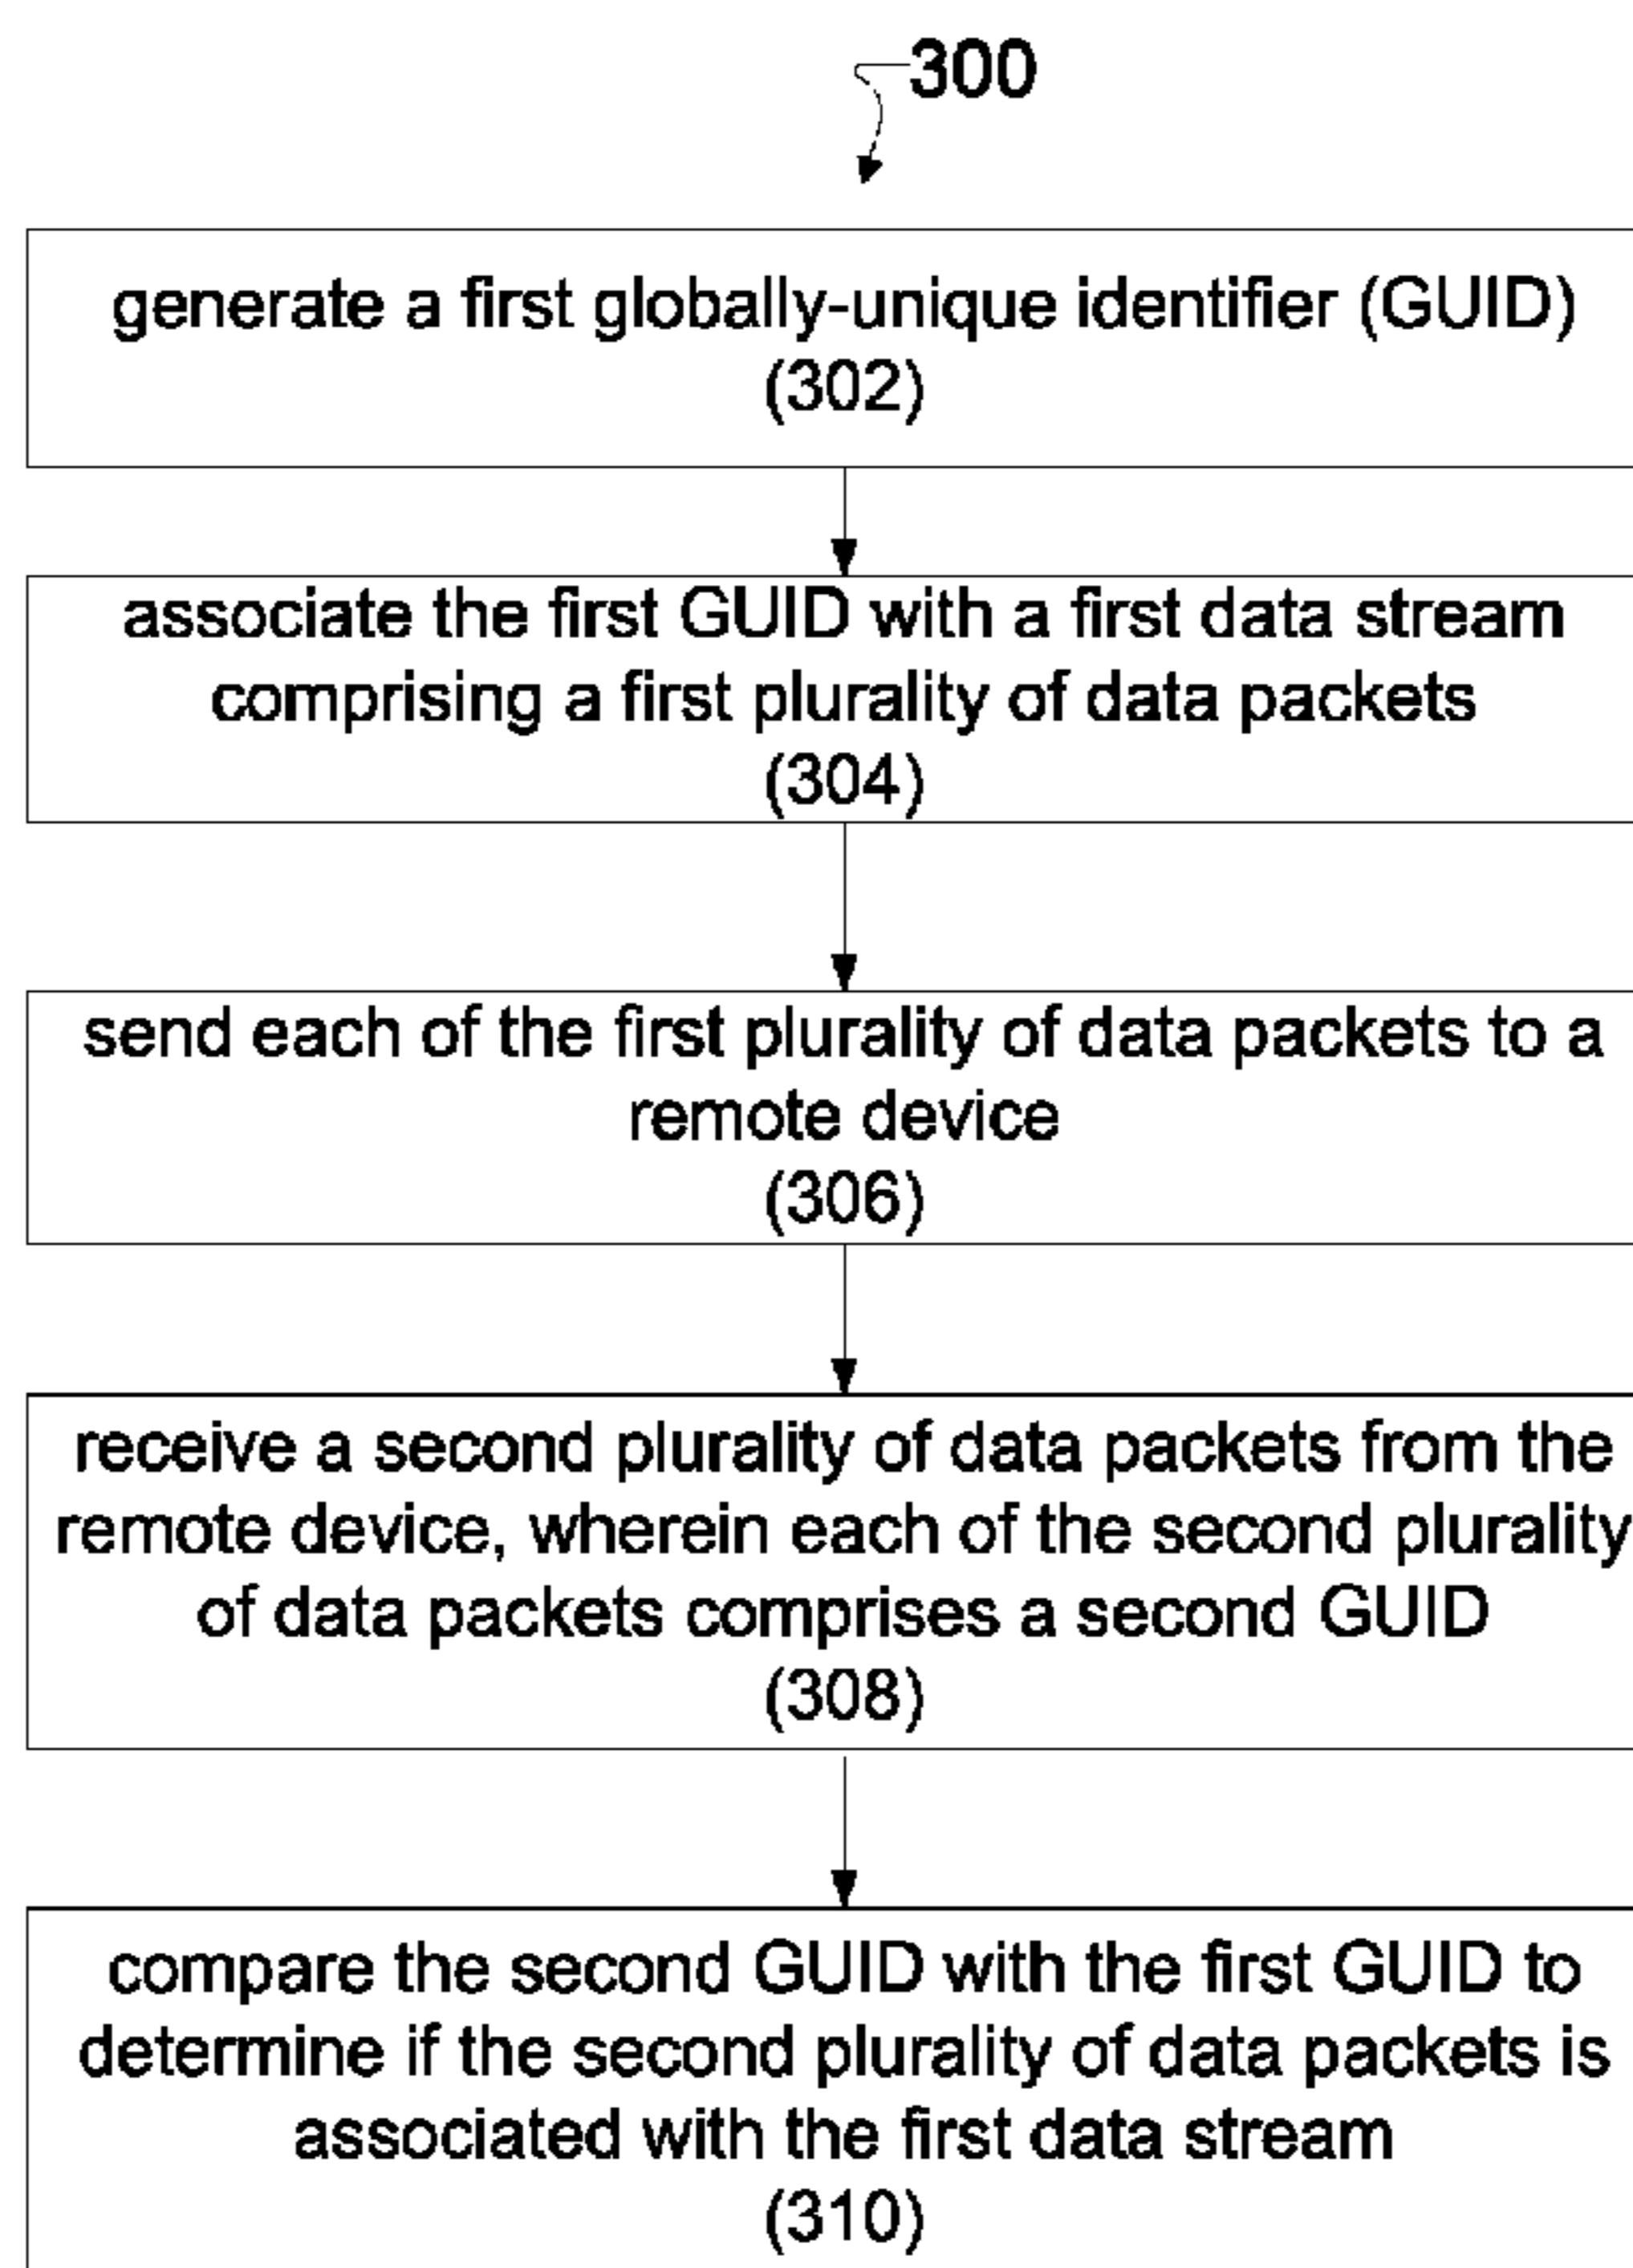 300
generate a first globally-unique identifier (GUID)
(302)
associate the first GUID with a first data stream
comprising a first plurality of data packets
(304)
send each of the first plurality of data packets to a
remote device
(306)
receive a second plurality of data packets from the
remote device, wherein each of the second plurality
of data packets comprises a second GUID
(308)
compare the second GUID with the first GUID to
determine if the second plurality of data packets is
associated with the first data stream
(310)